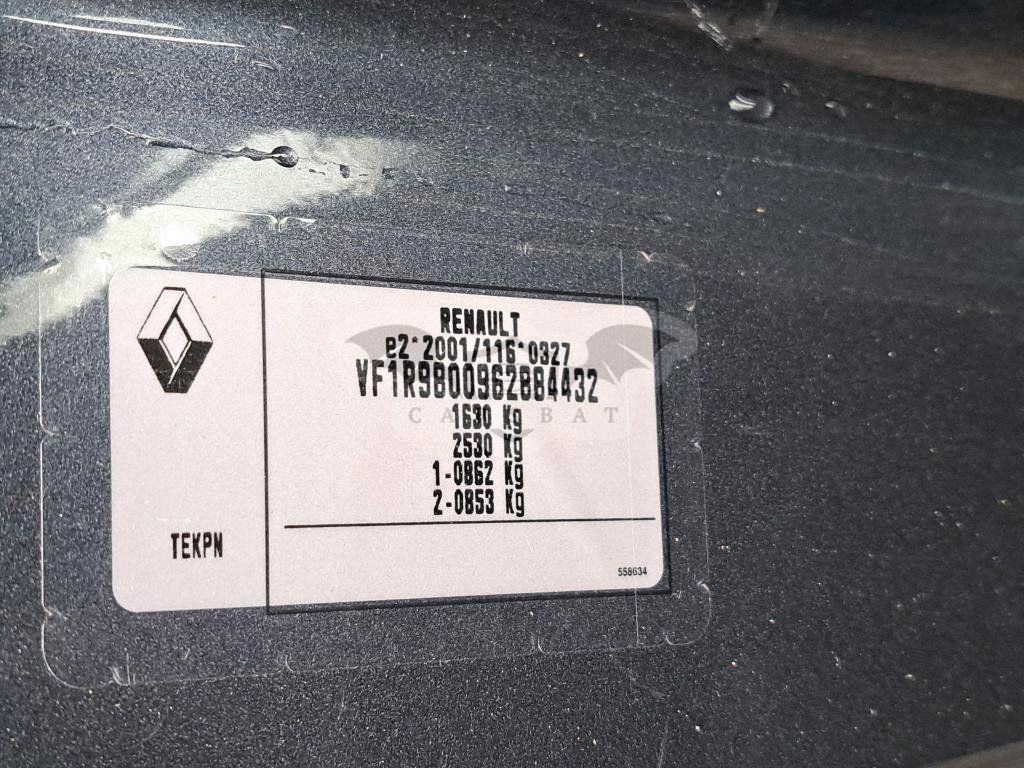 RENAULT
e2*2001/116*0327
VF1R9800962884432
1630 Kg
2530 Kg
1-0862 Kg
2-0853 Kg
TEKPN
558634